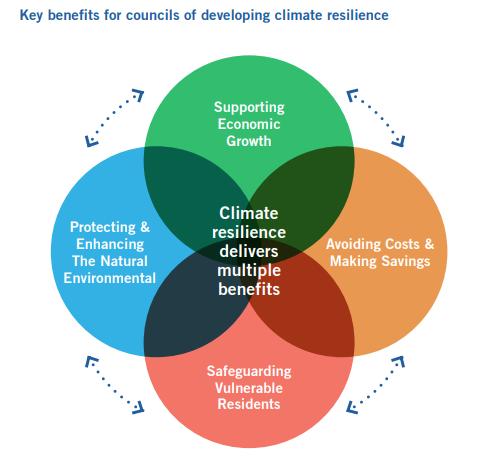 Key benefits for councils of developing climate resilience
Supporting
Economic
Growth
Protecting &
Enhancing
The Natural
Environmental
Climate
resilience
delivers
multiple
benefits
Avoiding Costs &
Making Savings
Safeguarding
Vulnerable
Residents